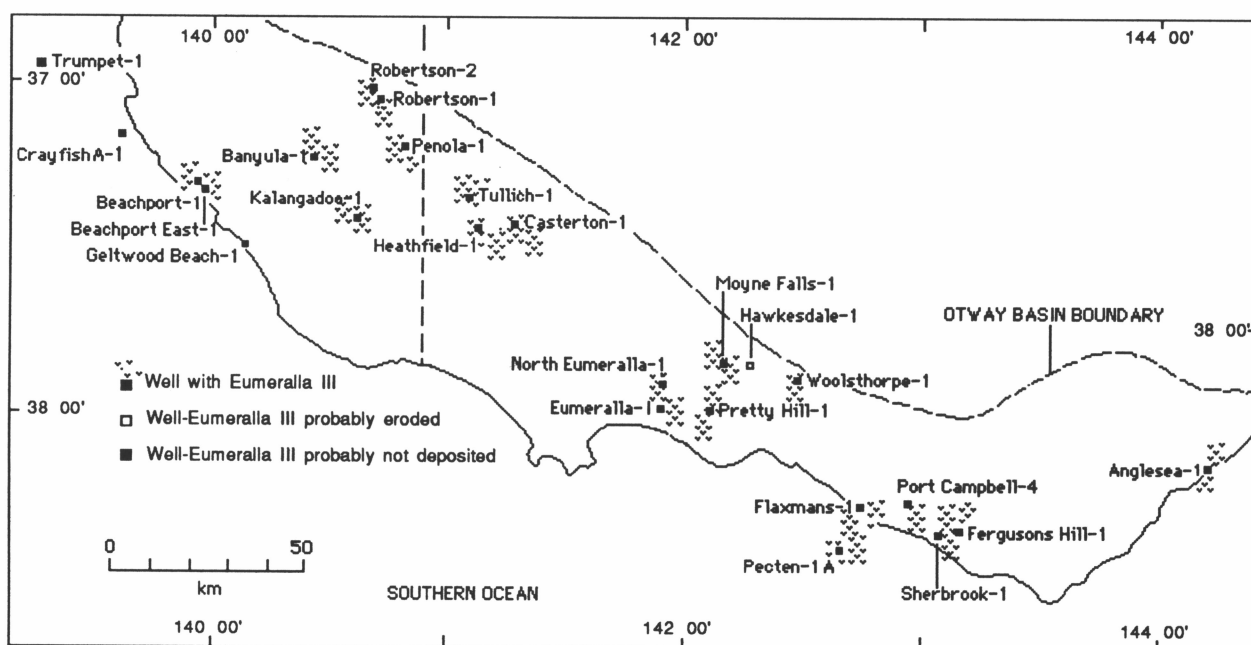 140 00'
142 00'
144 00'
Trumpet-1
37 00'
Robertson-2
Robertson-1
Crayfish A-1
Banyula-1
Penola-1
Beachport-1
Kalangadoo-1
Tullich-1
Beachport East-1
Casterton-1
Geltwood Beach-1
Heathfield-1
Moyne Falls-1
Hawkesdale-1
OTWAY BASIN BOUNDARY
38 00'
North Eumeralla-1
Woolsthorpe-1
Eumeralla-1
Pretty Hill-1
Well with Eumeralla III
38 00'
Well-Eumeralla III probably eroded
Well-Eumeralla III probably not deposited
Anglesea-1
Port Campbell-4
Flaxmans-1
Fergusons Hill-1
Pecten-1 A
Sherbrook-1
0 50
km
SOUTHERN OCEAN
140 00'
142 00'
144 00'